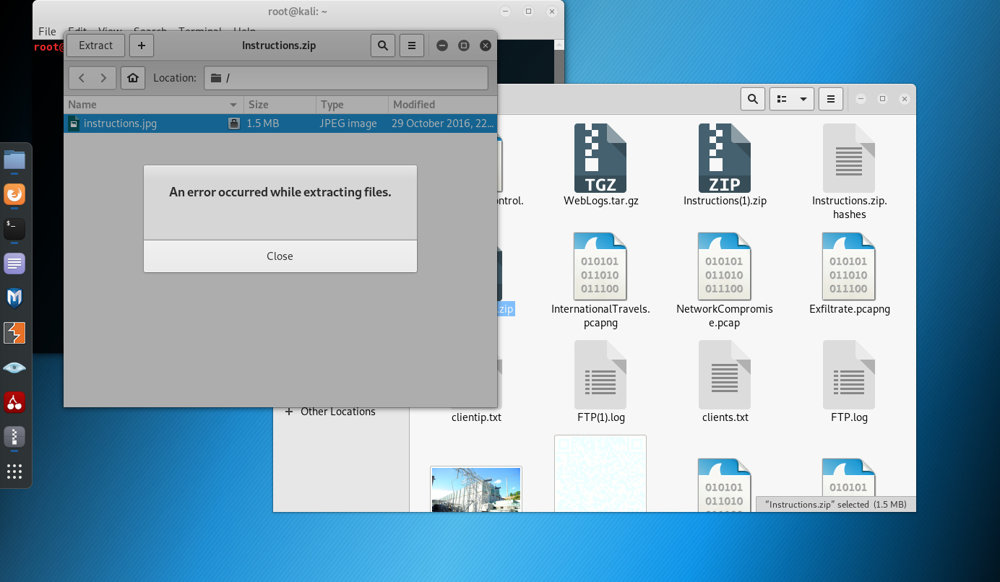 root@kali: ~
File Edit View Search Terminal Help
root@
Extract
Instructions.zip
Location:
/
Name Size Type Modified
instructions.jpg 1.5 MB JPEG image 29 October 2016, 22...
An error occurred while extracting files.
Close
ontrol.
TGZ
WebLogs.tar.gz
ZIP
Instructions(1).zip
Instructions.zip.
hashes
.zip
010101
011010
011100
InternationalTravels.
pcapng
010101
011010
011100
NetworkCompromis
e.pcap
010101
011010
011100
Exfiltrate.pcapng
Other Locations
clientip.txt
FTP(1).log
clients.txt
FTP.log
010101
011010
010101
"Instructions.zip" selected (1.5 MB)